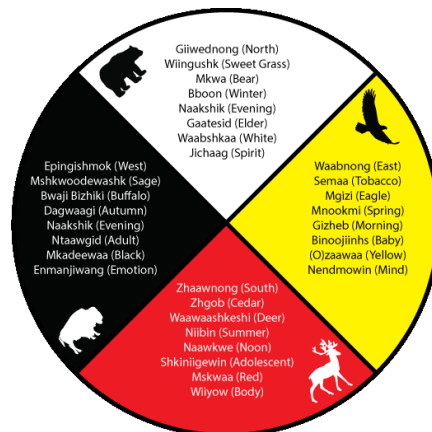 Giiwednong (North)
Wiingushk (Sweet Grass)
Mkwa (Bear)
Bboon (Winter)
Naakshik (Evening)
Gaatesid (Elder)
Waabshkaa (White)
Jichaag (Spirit)
Epingishmok (West)
Mshkwoodewashk (Sage)
Bwaji Bizhiki (Buffalo)
Dagwaagi (Autumn)
Naakshik (Evening)
Ntaawgid (Adult)
Mkadeewaa (Black)
Enmanjiwang (Emotion)
Waabnong (East)
Semaa (Tobacco)
Mgizi (Eagle)
Mnookmi (Spring)
Gizheb (Morning)
Binoojiinhs (Baby)
(O)zaawaa (Yellow)
Nendmowin (Mind)
Zhaawnong (South)
Zhgob (Cedar)
Waawaashkeshi (Deer)
Niibin (Summer)
Naawkwe (Noon)
Shkiniigewin (Adolescent)
Mskwaa (Red)
Wiiyow (Body)